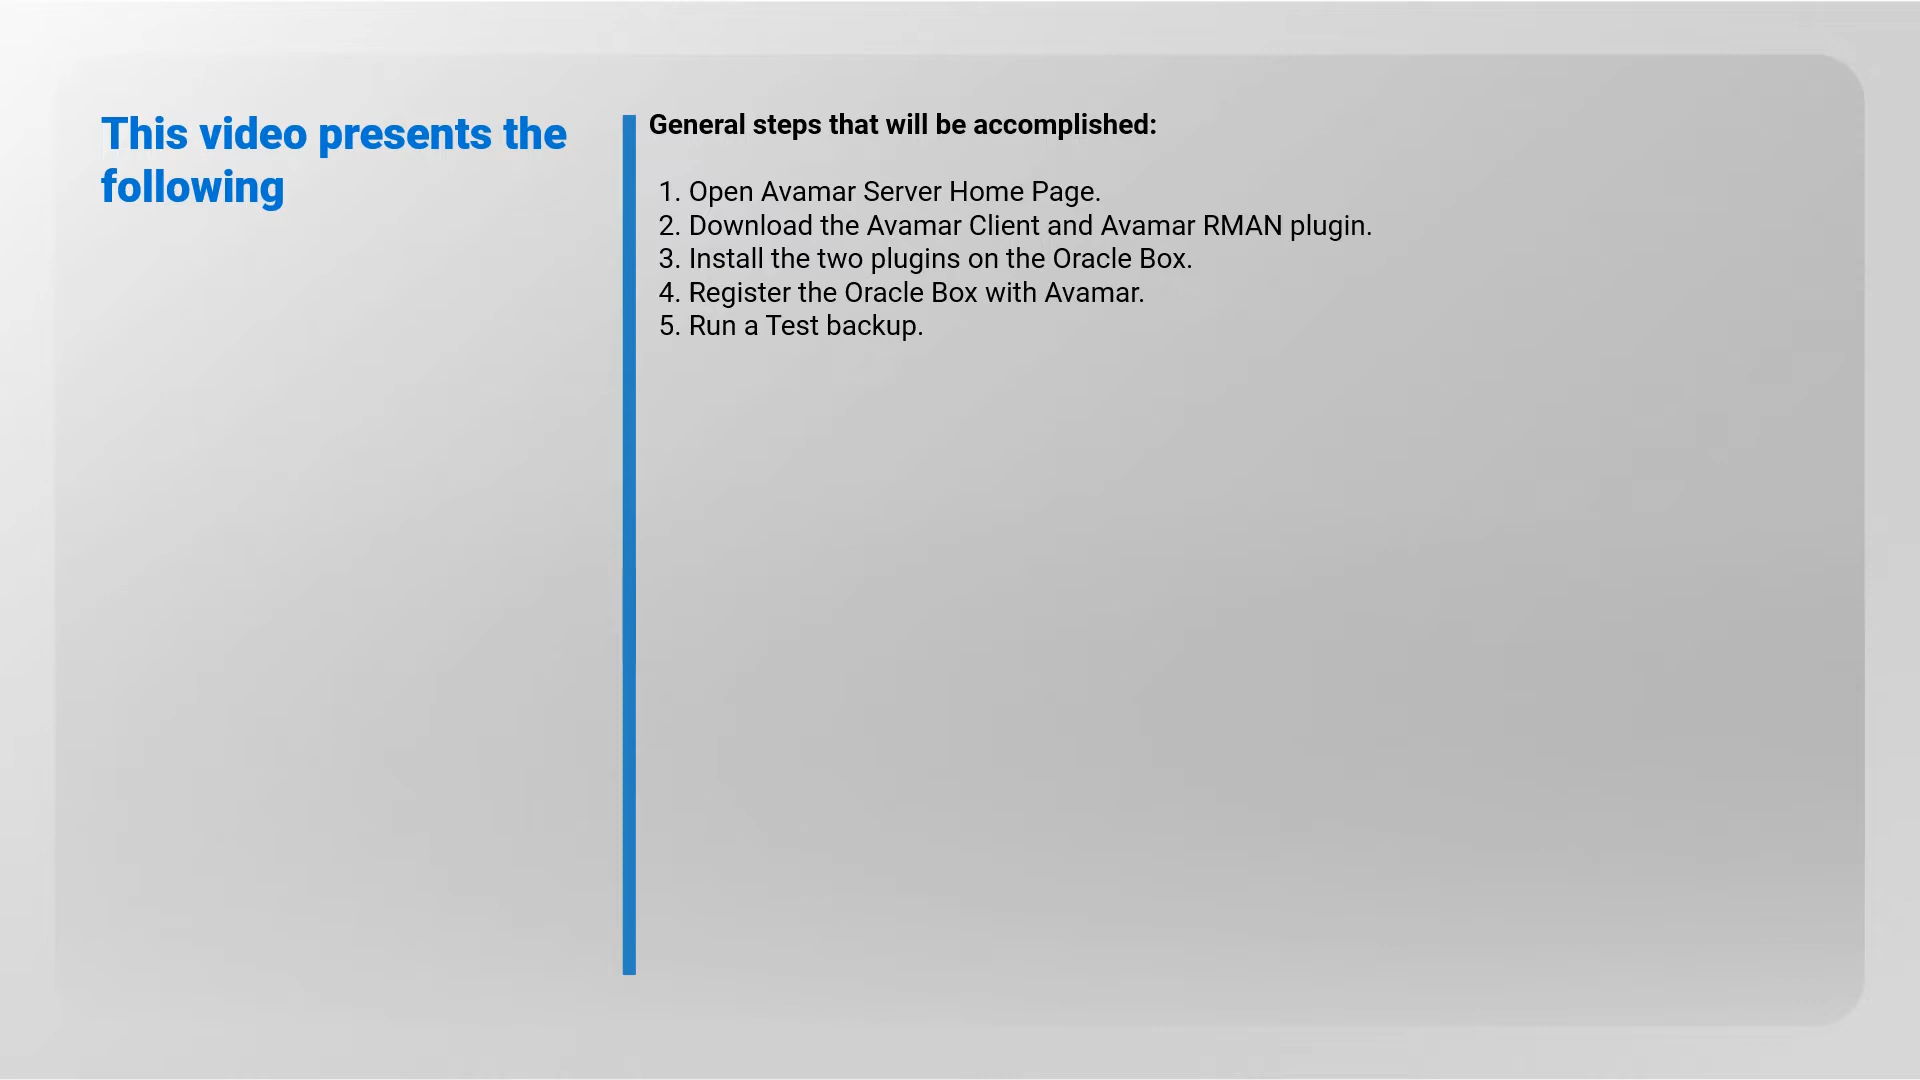 This video presents the
following
General steps that will be accomplished:
1. Open Avamar Server Home Page.
2. Download the Avamar Client and Avamar RMAN plugin.
3. Install the two plugins on the Oracle Box.
4. Register the Oracle Box with Avamar.
5. Run a Test backup.